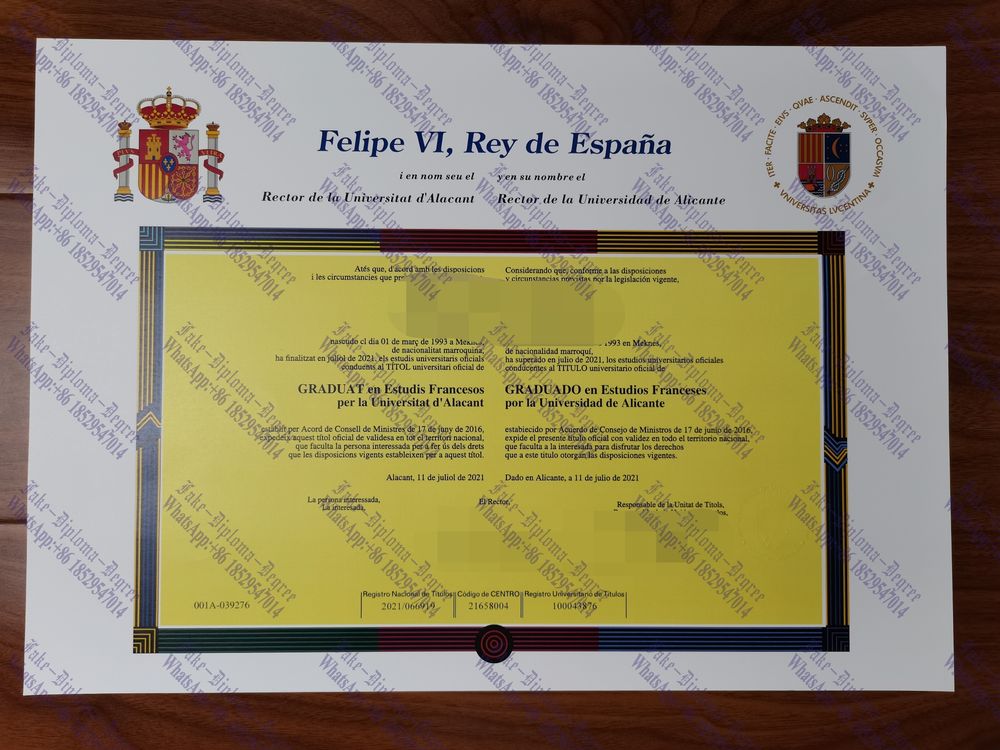 Felipe VI, Rey de España
i en nom seu el
y en su nombre el
Rector de la Universitat d'Alacant
Rector de la Universidad de Alicante
ITER · FACITE · EIVS · QVAE · ASCENDIT · SVPER · OCCASVM
VNIVERSITAS LVCENTINA
PLVS VLTRA
Atés que, d'acord amb les disposicions
i les circumstancies que
Considerando que, conforme a las disposiciones
y circunstancias previstas por la legislación vigente,
nascudo el dia 01 de març de 1993 a Meknes,
de nacionalitat marroquina,
ha finalitzat en juliol de 2021, els estudis universitaris oficials
conducents al TITOL universitari oficial de
1993 en Meknes,
de nacionalidad marroquí,
ha superado en julio de 2021, los estudios universitarios oficiales
conducentes al TITULO universitario oficial de
GRADUAT en Estudis Francesos
per la Universitat d'Alacant
GRADUADO en Estudios Franceses
por la Universidad de Alicante
establit per Acord de Consell de Ministres de 17 de juny de 2016,
expedeix aquest títol oficial de validesa en tot el territori nacional,
que faculta la persona interessada per a fer ús dels drets
que les disposicions vigents estableixen per a aquest títol.
establecido por Acuerdo de Consejo de Ministros de 17 de junio de 2016,
expide el presente título oficial con validez en todo el territorio nacional,
que faculta a la interesada para disfrutar los derechos
que a este título otorgan las disposiciones vigentes.
Alacant, 11 de juliol de 2021
Dado en Alicante, a 11 de julio de 2021
La persona interessada,
La interesada,
El Rector,
Responsable de la Unitat de Títols,
001A-039276
Registro Nacional de Títulos
2021/066919
Código de CENTRO
21658004
Registro Universitario de Títulos
100043876
Fake-Diploma-Degree
WhatsApp:+86 18529547014